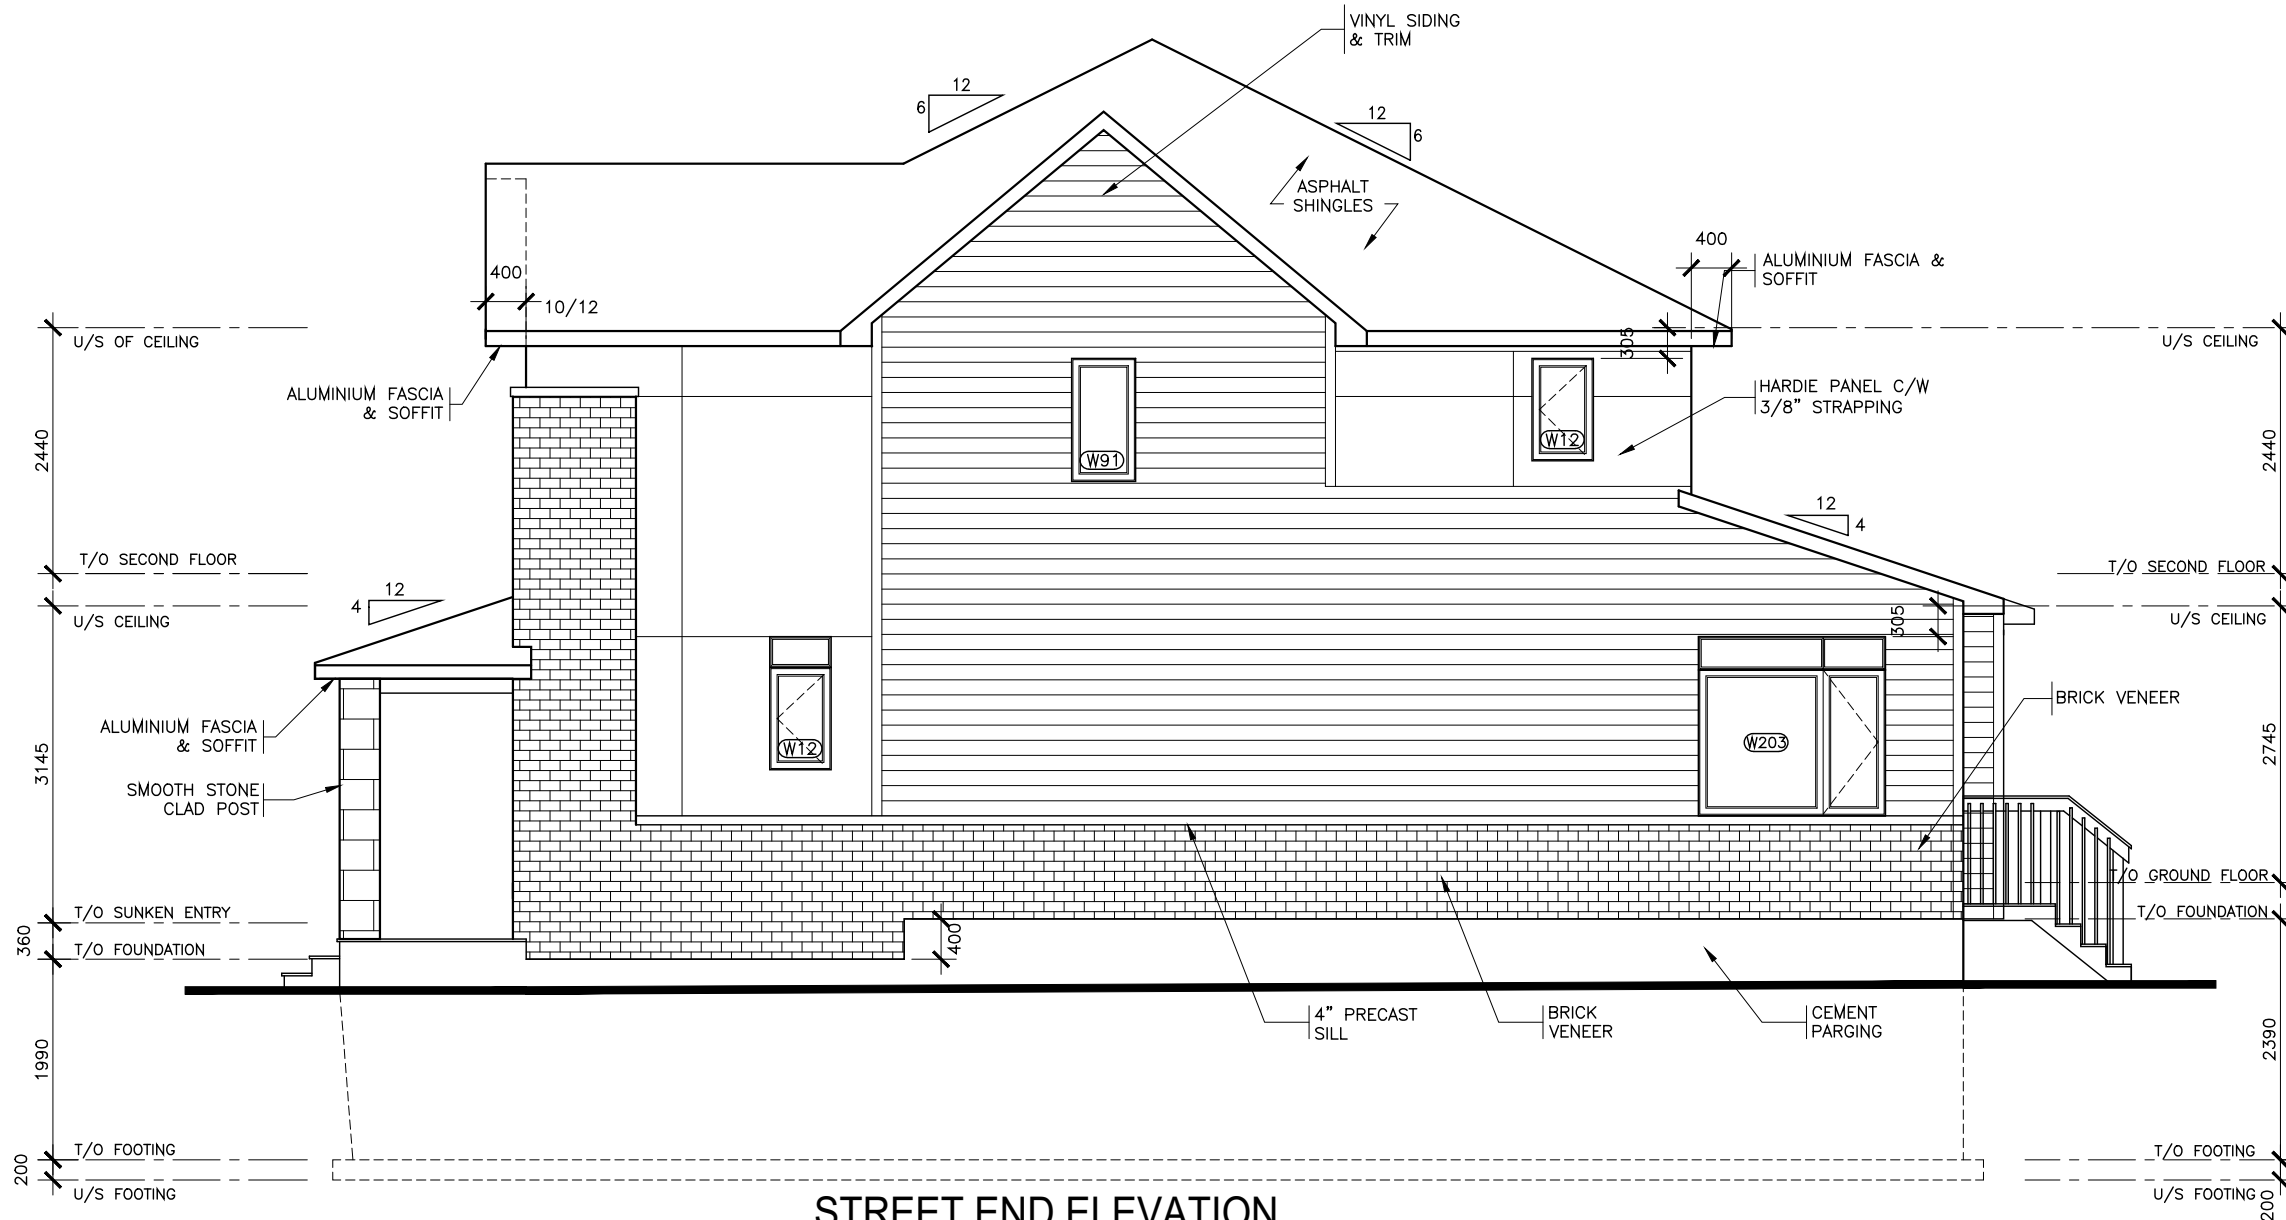 VINYL SIDING
& TRIM
12
6
12
6
ASPHALT
SHINGLES
400
ALUMINIUM FASCIA &
SOFFIT
400
10/12
U/S OF CEILING
305
U/S CEILING
ALUMINIUM FASCIA
& SOFFIT
HARDIE PANEL C/W
3/8" STRAPPING
2440
W91
W12
2440
12
4
T/O SECOND FLOOR
T/O SECOND FLOOR
12
4
U/S CEILING
305
U/S CEILING
ALUMINIUM FASCIA
& SOFFIT
BRICK VENEER
3145
W12
W203
2745
SMOOTH STONE
CLAD POST
T/O GROUND FLOOR
T/O SUNKEN ENTRY
T/O FOUNDATION
360
T/O FOUNDATION
400
4" PRECAST
SILL
BRICK
VENEER
CEMENT
PARGING
1990
2390
T/O FOOTING
T/O FOOTING
200
U/S FOOTING
U/S FOOTING
200
STREET END ELEVATION